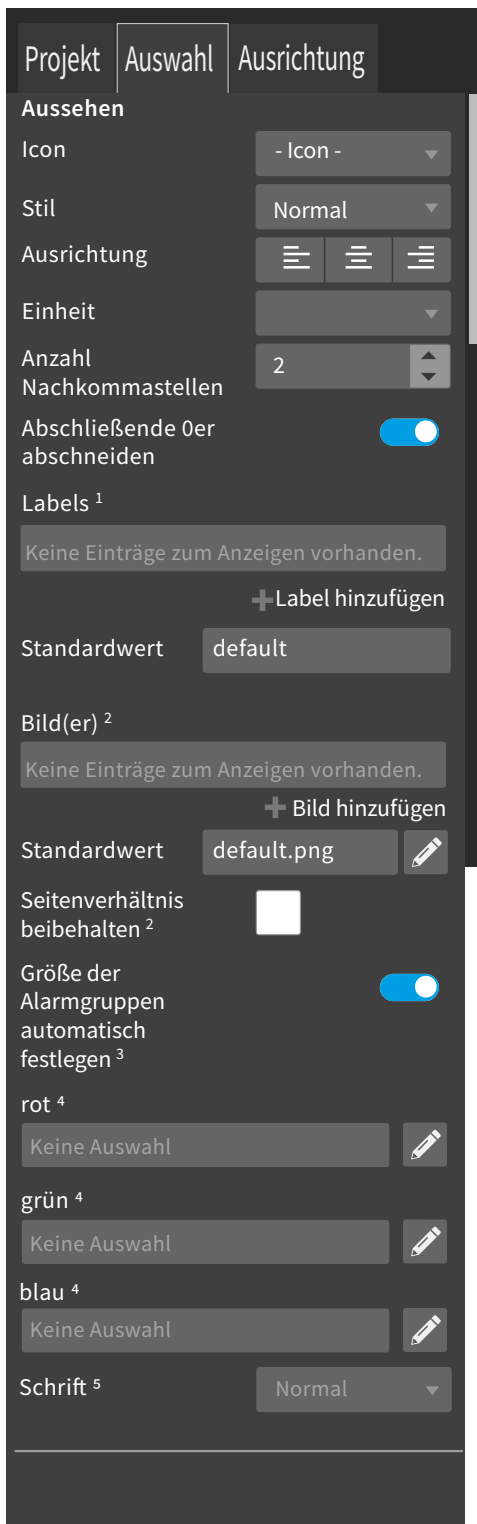 Projekt Auswahl Ausrichtung
Aussehen
Icon - Icon -
Stil Normal
Ausrichtung
Einheit
Anzahl
Nachkommastellen 2
Abschließende 0er
abschneiden
Labels ¹
Keine Einträge zum Anzeigen vorhanden.
Label hinzufügen
Standardwert default
Bild(er) ²
Keine Einträge zum Anzeigen vorhanden.
Bild hinzufügen
Standardwert default.png
Seitenverhältnis
beibehalten ²
Größe der
Alarmgruppen
automatisch
festlegen ³
rot ⁴
Keine Auswahl
grün ⁴
Keine Auswahl
blau ⁴
Keine Auswahl
Schrift ⁵ Normal